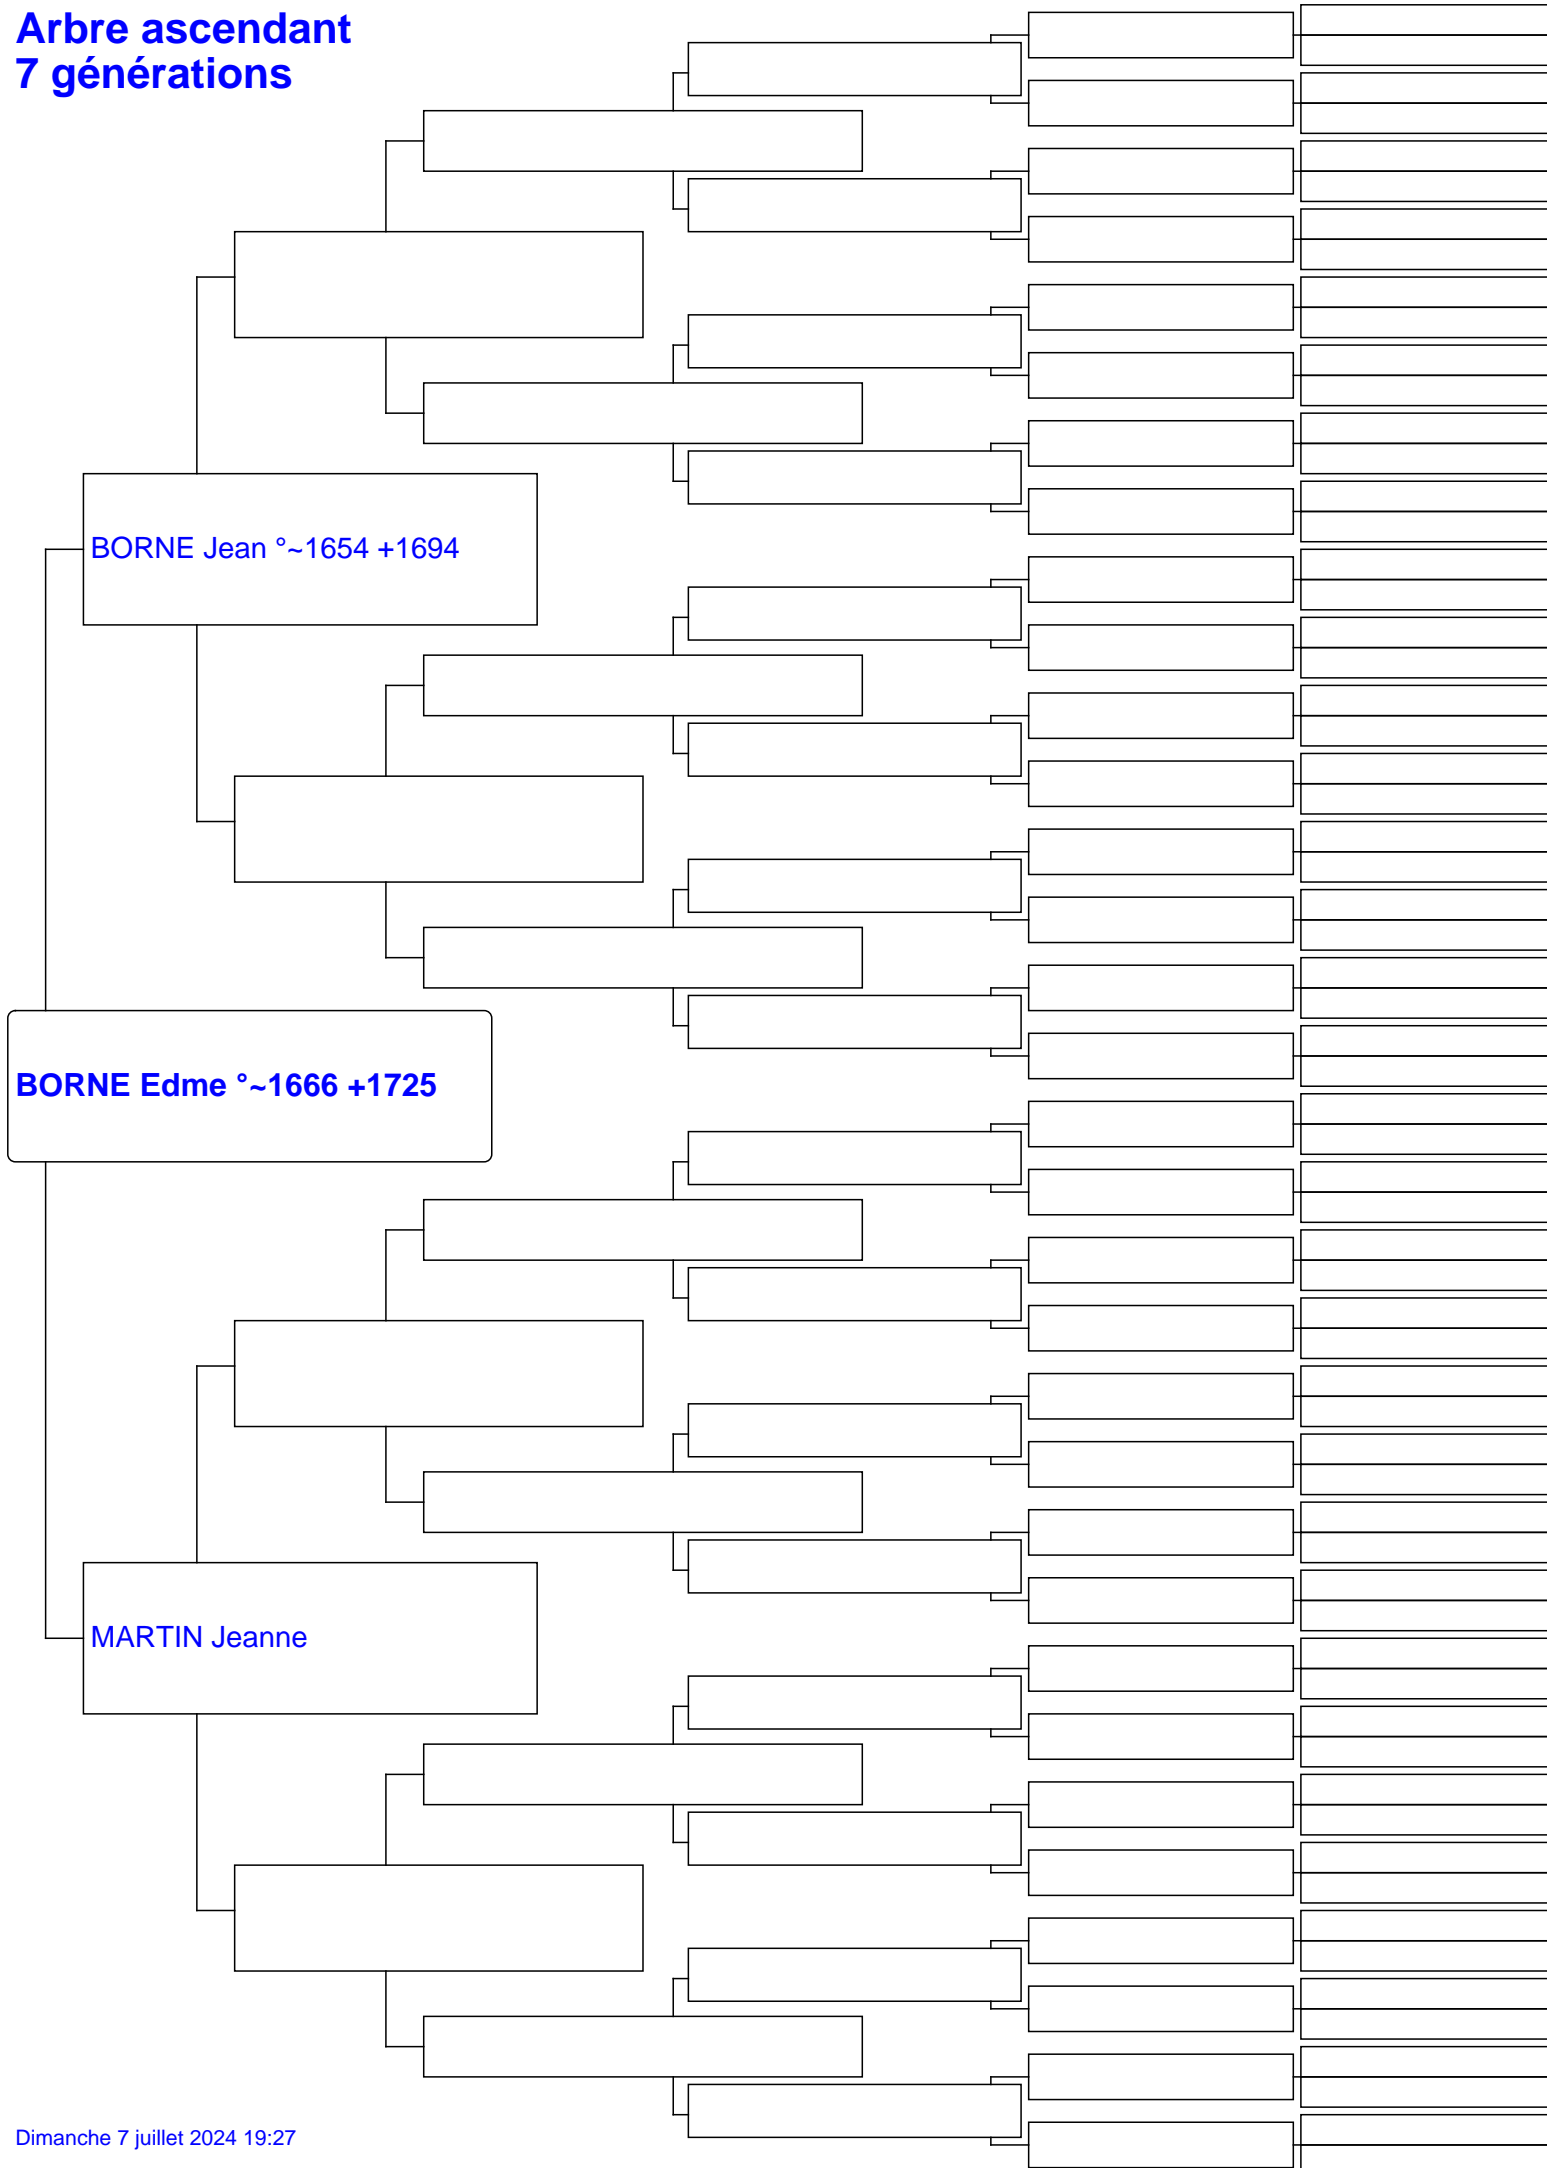 Arbre ascendant
7 générations
BORNE Jean °~1654 +1694
BORNE Edme °~1666 +1725
MARTIN Jeanne
Dimanche 7 juillet 2024 19:27